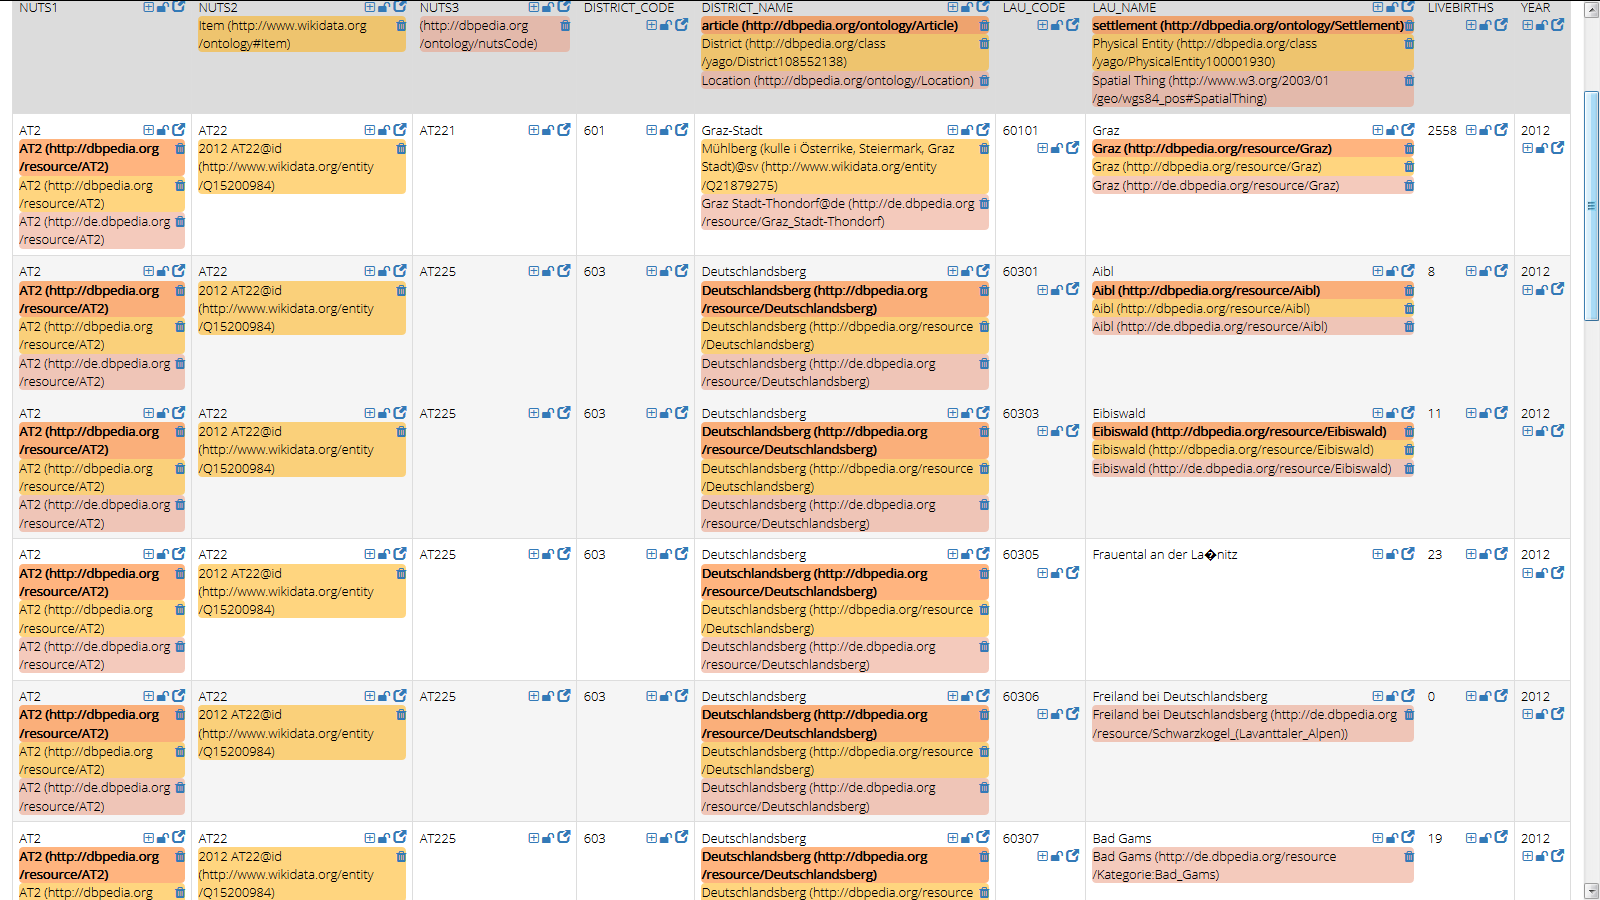 NUTS1 NUTS2 NUTS3 DISTRICT_CODE DISTRICT_NAME LAU_CODE LAU_NAME LIVEBIRTHS YEAR
Item (http://www.wikidata.org
/ontology#Item)
(http://dbpedia.org
/ontology/nutsCode)
article (http://dbpedia.org/ontology/Article)
District (http://dbpedia.org/class
/yago/District108552138)
Location (http://dbpedia.org/ontology/Location)
settlement (http://dbpedia.org/ontology/Settlement)
Physical Entity (http://dbpedia.org/class
/yago/PhysicalEntity100001930)
Spatial Thing (http://www.w3.org/2003/01
/geo/wgs84_pos#SpatialThing)
AT2
AT2 (http://dbpedia.org
/resource/AT2)
AT2 (http://dbpedia.org
/resource/AT2)
AT2 (http://de.dbpedia.org
/resource/AT2)
AT22
2012 AT22@id
(http://www.wikidata.org/entity
/Q15200984)
AT221
601
Graz-Stadt
Mühlberg (kulle i Österrike, Steiermark, Graz
Stadt)@sv (http://www.wikidata.org/entity
/Q21879275)
Graz Stadt-Thondorf@de (http://de.dbpedia.org
/resource/Graz_Stadt-Thondorf)
60101
Graz
Graz (http://dbpedia.org/resource/Graz)
Graz (http://dbpedia.org/resource/Graz)
Graz (http://de.dbpedia.org/resource/Graz)
2558
2012
AT2
AT2 (http://dbpedia.org
/resource/AT2)
AT2 (http://dbpedia.org
/resource/AT2)
AT2 (http://de.dbpedia.org
/resource/AT2)
AT22
2012 AT22@id
(http://www.wikidata.org/entity
/Q15200984)
AT225
603
Deutschlandsberg
Deutschlandsberg (http://dbpedia.org
/resource/Deutschlandsberg)
Deutschlandsberg (http://dbpedia.org/resource
/Deutschlandsberg)
Deutschlandsberg (http://de.dbpedia.org
/resource/Deutschlandsberg)
60301
Aibl
Aibl (http://dbpedia.org/resource/Aibl)
Aibl (http://dbpedia.org/resource/Aibl)
Aibl (http://de.dbpedia.org/resource/Aibl)
8
2012
AT2
AT2 (http://dbpedia.org
/resource/AT2)
AT2 (http://dbpedia.org
/resource/AT2)
AT2 (http://de.dbpedia.org
/resource/AT2)
AT22
2012 AT22@id
(http://www.wikidata.org/entity
/Q15200984)
AT225
603
Deutschlandsberg
Deutschlandsberg (http://dbpedia.org
/resource/Deutschlandsberg)
Deutschlandsberg (http://dbpedia.org/resource
/Deutschlandsberg)
Deutschlandsberg (http://de.dbpedia.org
/resource/Deutschlandsberg)
60303
Eibiswald
Eibiswald (http://dbpedia.org/resource/Eibiswald)
Eibiswald (http://dbpedia.org/resource/Eibiswald)
Eibiswald (http://de.dbpedia.org/resource/Eibiswald)
11
2012
AT2
AT2 (http://dbpedia.org
/resource/AT2)
AT2 (http://dbpedia.org
/resource/AT2)
AT2 (http://de.dbpedia.org
/resource/AT2)
AT22
2012 AT22@id
(http://www.wikidata.org/entity
/Q15200984)
AT225
603
Deutschlandsberg
Deutschlandsberg (http://dbpedia.org
/resource/Deutschlandsberg)
Deutschlandsberg (http://dbpedia.org/resource
/Deutschlandsberg)
Deutschlandsberg (http://de.dbpedia.org
/resource/Deutschlandsberg)
60305
Frauental an der La�nitz
23
2012
AT2
AT2 (http://dbpedia.org
/resource/AT2)
AT2 (http://dbpedia.org
/resource/AT2)
AT2 (http://de.dbpedia.org
/resource/AT2)
AT22
2012 AT22@id
(http://www.wikidata.org/entity
/Q15200984)
AT225
603
Deutschlandsberg
Deutschlandsberg (http://dbpedia.org
/resource/Deutschlandsberg)
Deutschlandsberg (http://dbpedia.org/resource
/Deutschlandsberg)
Deutschlandsberg (http://de.dbpedia.org
/resource/Deutschlandsberg)
60306
Freiland bei Deutschlandsberg
Freiland bei Deutschlandsberg (http://de.dbpedia.org
/resource/Schwarzkogel_(Lavanttaler_Alpen))
0
2012
AT2
AT2 (http://dbpedia.org
/resource/AT2)
AT2 (http://dbpedia.org
AT22
2012 AT22@id
(http://www.wikidata.org/entity
/Q15200984)
AT225
603
Deutschlandsberg
Deutschlandsberg (http://dbpedia.org
/resource/Deutschlandsberg)
Deutschlandsberg (http://dbpedia.org/resource
60307
Bad Gams
Bad Gams (http://de.dbpedia.org/resource
/Kategorie:Bad_Gams)
19
2012